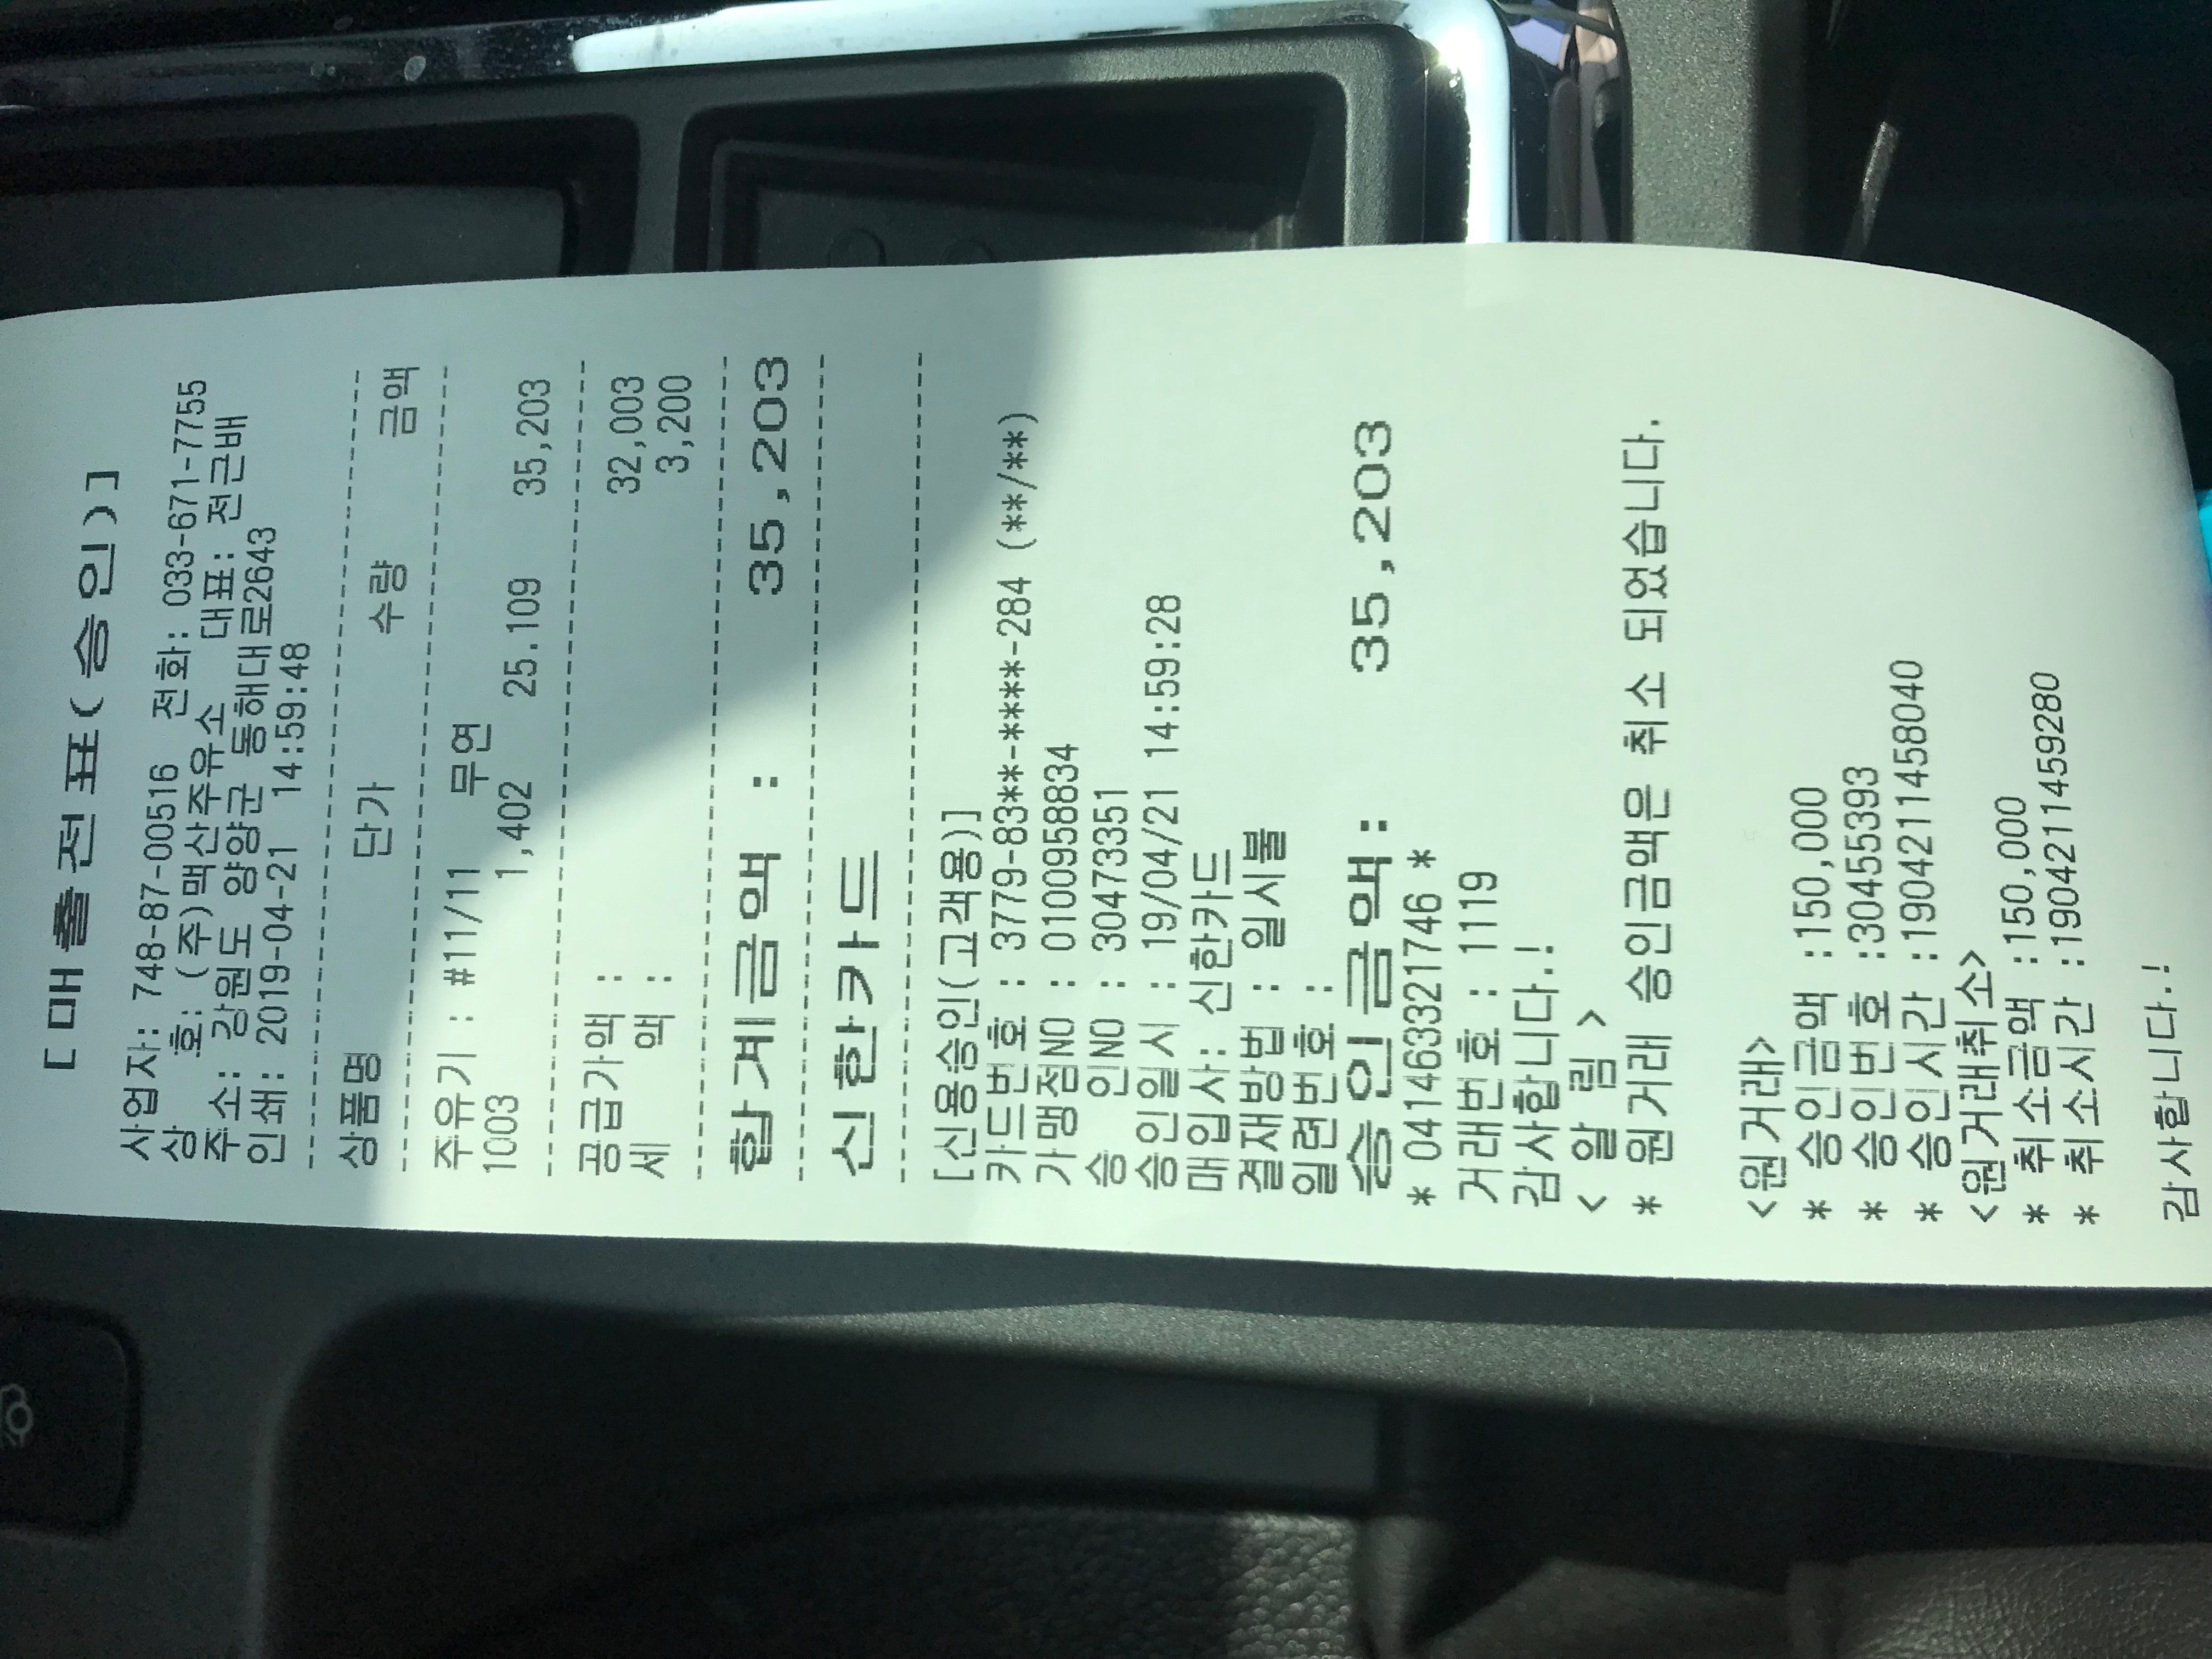 [매출전표(승인)]
사업자: 748-87-00516 전화: 033-671-7755
상 호: (주)맥산주유소 대표: 전근배
주소: 강원도 양양군 동해대로2643
인쇄: 2019-04-21 14:59:48
상품명 단가 수량 금액
주유기 : #11/11 무연
1003 1,402 25.109 35,203
공급가액 : 32,003
세 액 : 3,200
합계금액 : 35,203
신한카드
[신용승인(고객용)]
카드번호 : 3779-83**-****-284 (**/**)
가맹점NO : 0100958834
승 인NO : 30473351
승인일시 : 19/04/21 14:59:28
매입사: 신한카드
결재방법 : 일시불
일련번호 :
승인금액: 35,203
* 041463321746 *
거래번호 : 1119
감사합니다.!
< 알 림 >
* 원거래 승인금액은 취소 되었습니다.
<원거래>
* 승인금액 :150,000
* 승인번호 :30455393
* 승인시간 :1904211458040
<원거래취소>
* 취소금액 :150,000
* 취소시간 :1904211459280
감사합니다.!